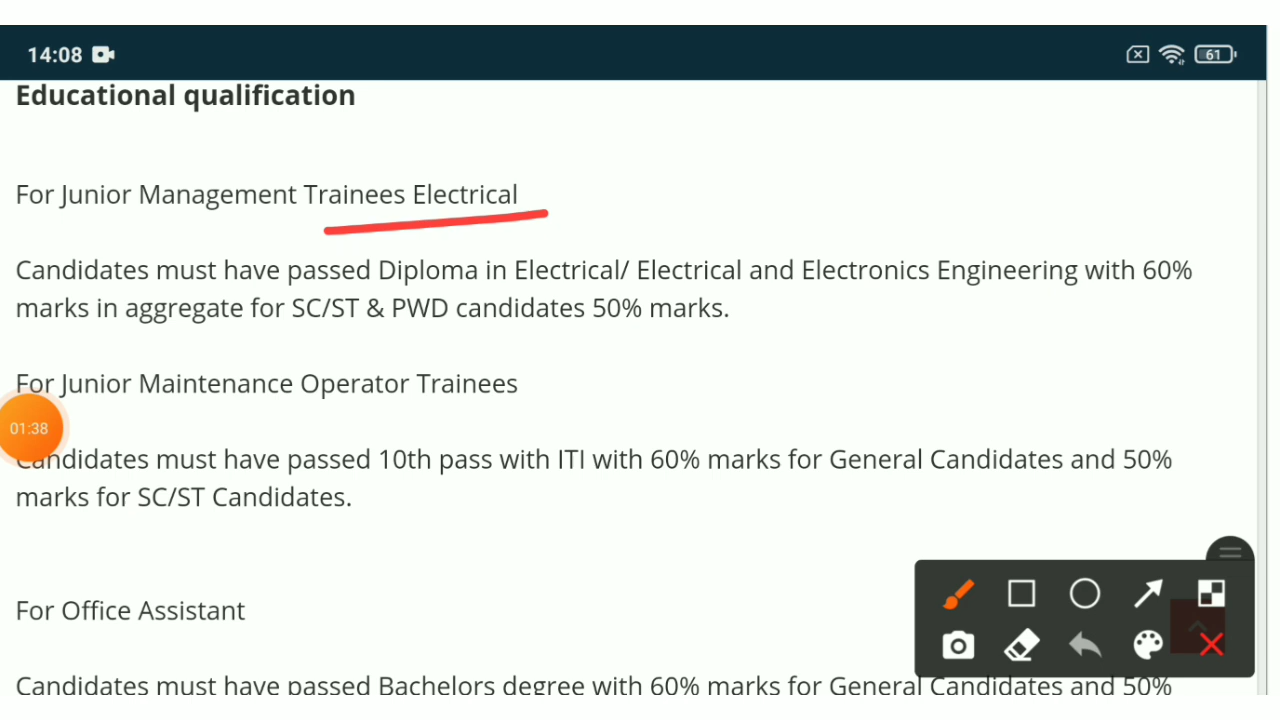 14:08
61
Educational qualification
For Junior Management Trainees Electrical
Candidates must have passed Diploma in Electrical/ Electrical and Electronics Engineering with 60%
marks in aggregate for SC/ST & PWD candidates 50% marks.
For Junior Maintenance Operator Trainees
01:38
Candidates must have passed 10th pass with ITI with 60% marks for General Candidates and 50%
marks for SC/ST Candidates.
For Office Assistant
Candidates must have passed Bachelors degree with 60% marks for General Candidates and 50%